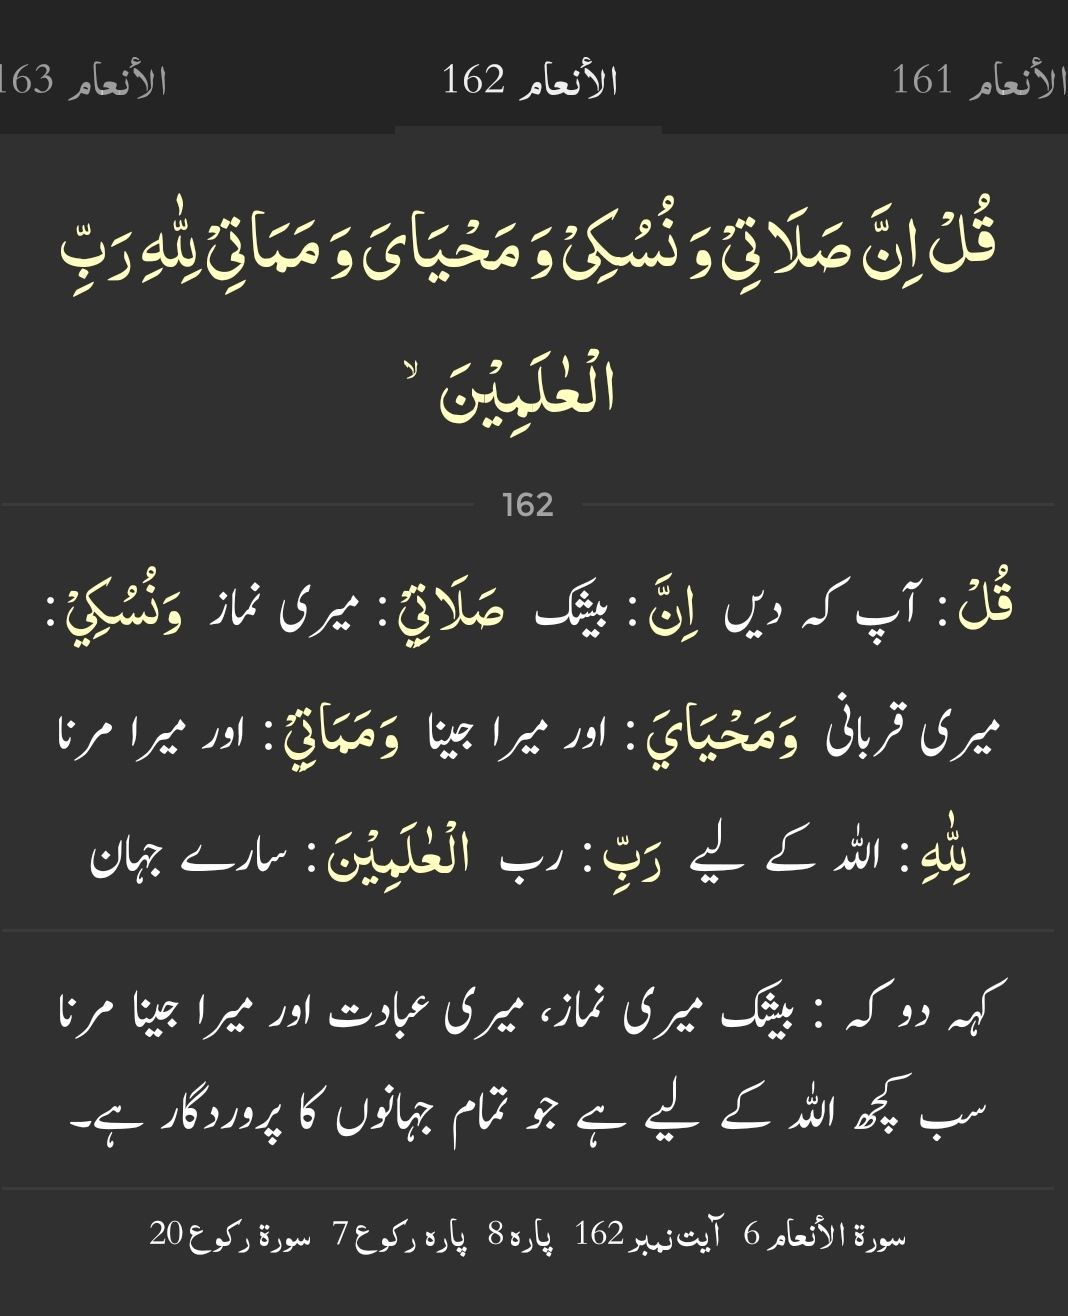 الأنعام 161 الأنعام 162 الأنعام 163
قُلْ اِنَّ صَلَاتِیْ وَ نُسُكِیْ وَ مَحْیَایَ وَ مَمَاتِیْ لِلّٰهِ رَبِّ
الْعٰلَمِیْنَ ۙ
162
قُلْ : آپ کہ دیں اِنَّ : بیشک صَلَاتِيْ : میری نماز وَنُسُكِيْ :
میری قربانی وَمَحْيَايَ : اور میرا جینا وَمَمَاتِيْ : اور میرا مرنا
لِلّٰهِ : اللہ کے لیے رَبِّ : رب الْعٰلَمِيْنَ : سارے جہان
کہہ دو کہ : بیشک میری نماز، میری عبادت اور میرا جینا مرنا
سب کچھ اللہ کے لیے ہے جو تمام جہانوں کا پروردگار ہے۔
سورۃ الأنعام 6 آیت نمبر 162 پارہ 8 پارہ رکوع 7 سورۃ رکوع 20